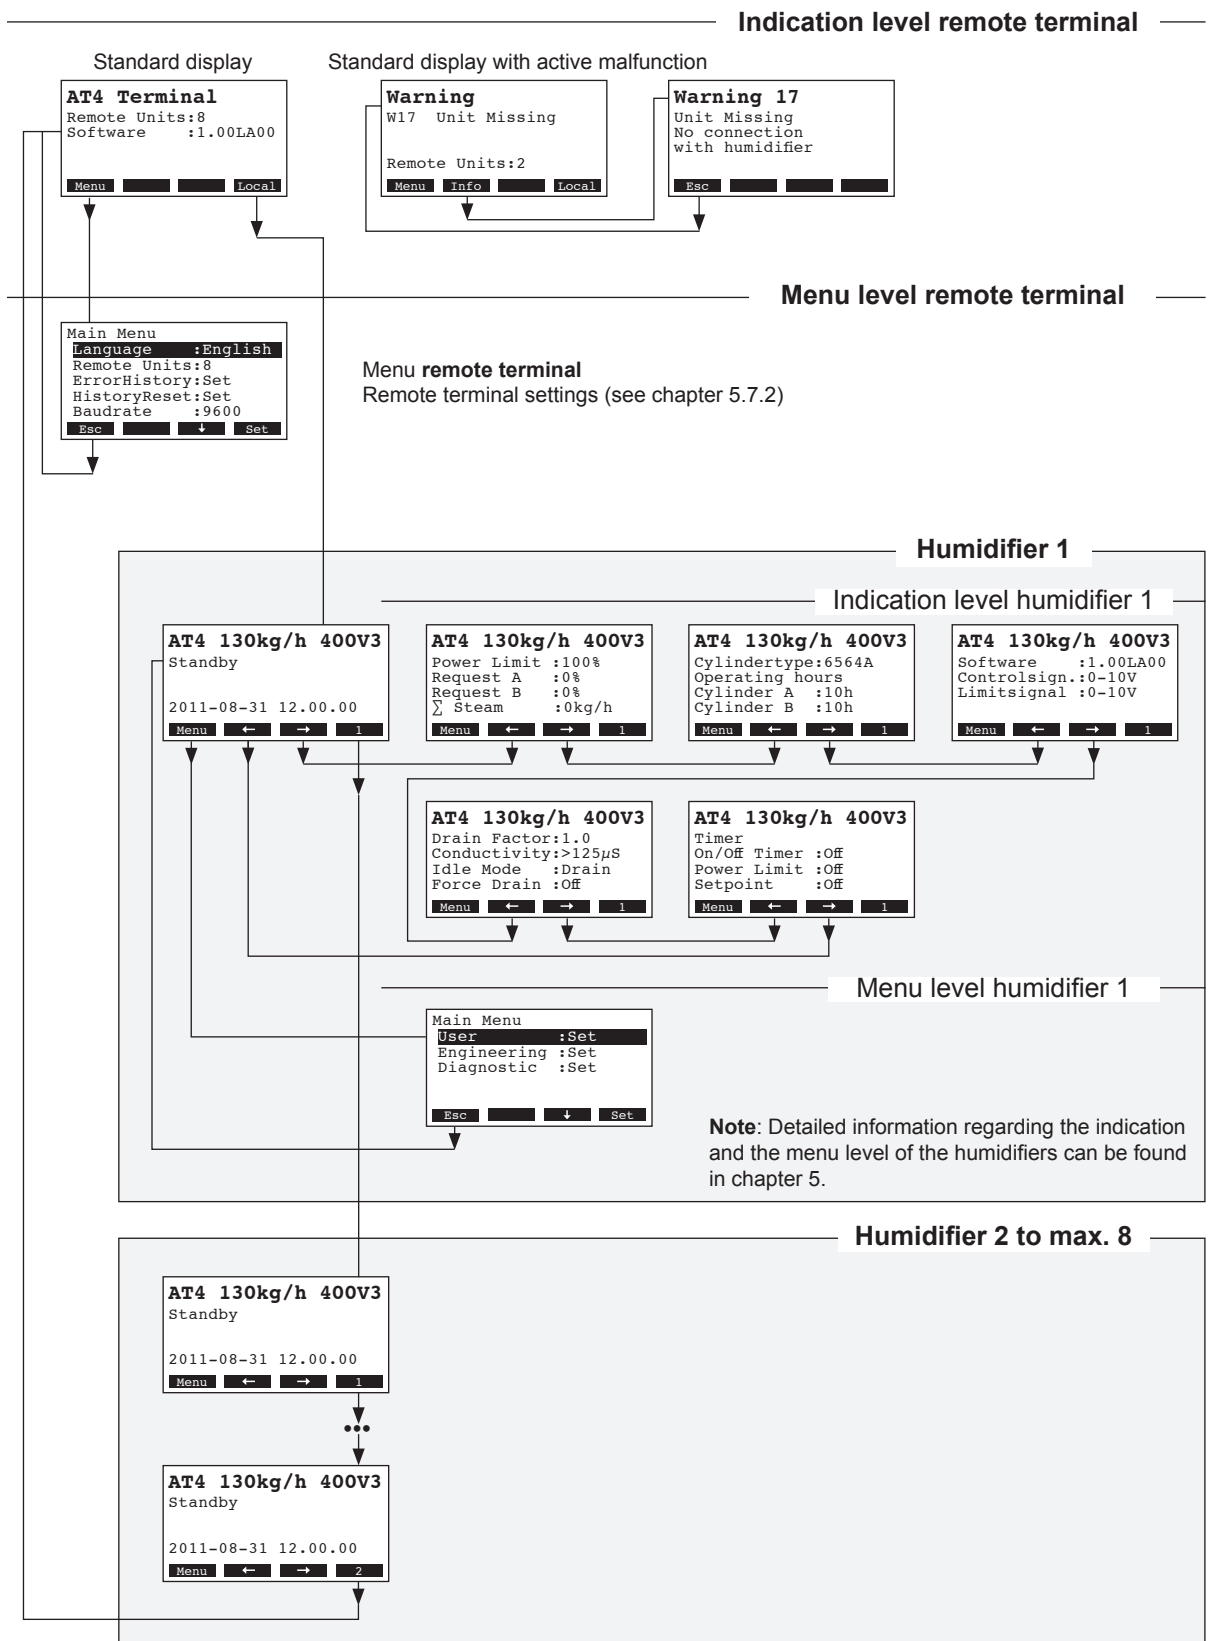 Indication level remote terminal
Standard display
Standard display with active malfunction
AT4 Terminal
Remote Units:8
Software :1.00LA00
Menu Local
Warning
W17 Unit Missing
Remote Units:2
Menu Info Local
Warning 17
Unit Missing
No connection
with humidifier
Esc
Menu level remote terminal
Main Menu
Language :English
Remote Units:8
ErrorHistory:Set
HistoryReset:Set
Baudrate :9600
Esc ↓ Set
Menu remote terminal
Remote terminal settings (see chapter 5.7.2)
Humidifier 1
Indication level humidifier 1
AT4 130kg/h 400V3
Standby
2011-08-31 12.00.00
Menu ← → 1
AT4 130kg/h 400V3
Power Limit :100%
Request A :0%
Request B :0%
∑ Steam :0kg/h
Menu ← → 1
AT4 130kg/h 400V3
Cylindertype:6564A
Operating hours
Cylinder A :10h
Cylinder B :10h
Menu ← → 1
AT4 130kg/h 400V3
Software :1.00LA00
Controlsign.:0-10V
Limitsignal :0-10V
Menu ← → 1
AT4 130kg/h 400V3
Drain Factor:1.0
Conductivity:>125µS
Idle Mode :Drain
Force Drain :Off
Menu ← → 1
AT4 130kg/h 400V3
Timer
On/Off Timer :Off
Power Limit :Off
Setpoint :Off
Menu ← → 1
Menu level humidifier 1
Main Menu
User :Set
Engineering :Set
Diagnostic :Set
Esc ↓ Set
Note: Detailed information regarding the indication
and the menu level of the humidifiers can be found
in chapter 5.
Humidifier 2 to max. 8
AT4 130kg/h 400V3
Standby
2011-08-31 12.00.00
Menu ← → 1
•••
AT4 130kg/h 400V3
Standby
2011-08-31 12.00.00
Menu ← → 2